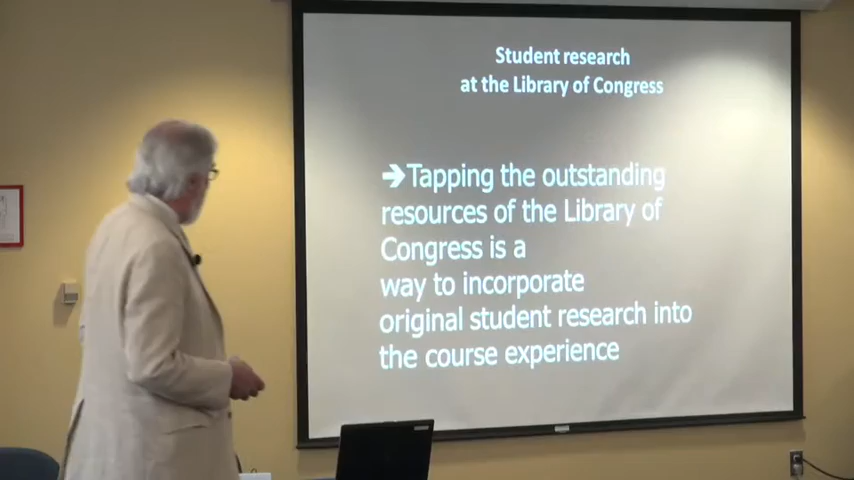 Student research
at the Library of Congress
➔Tapping the outstanding
resources of the Library of
Congress is a
way to incorporate
original student research into
the course experience